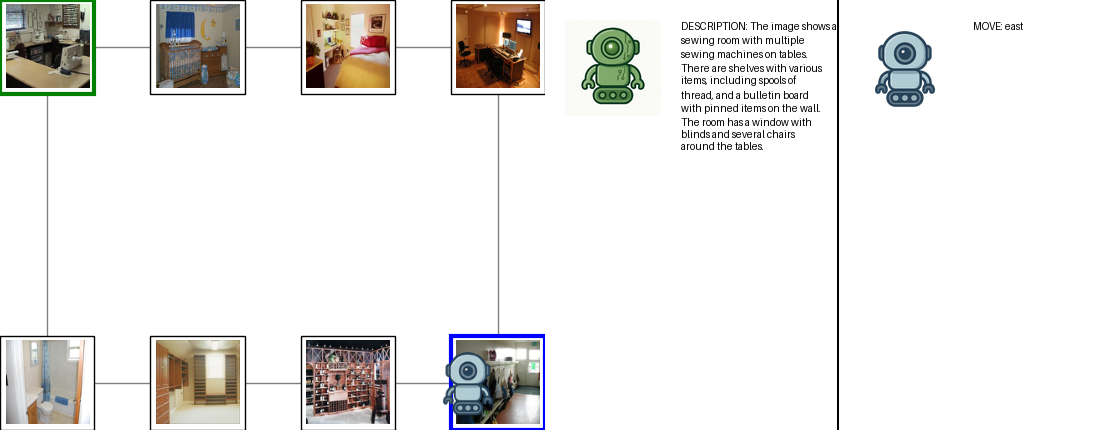 DESCRIPTION: The image shows a
sewing room with multiple
sewing machines on tables.
There are shelves with various
items, including spools of
thread, and a bulletin board
with pinned items on the wall.
The room has a window with
blinds and several chairs
around the tables.
MOVE: east